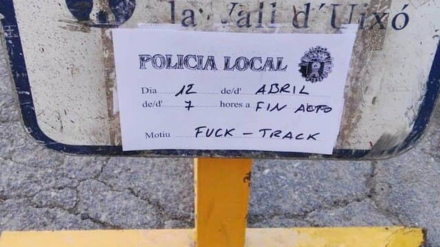 la Vall d'Uixó
POLICIA LOCAL
Dia 12 de/d' ABRIL
de/d' 7 hores a FIN ACTO
Motiu FUCK - TRACK